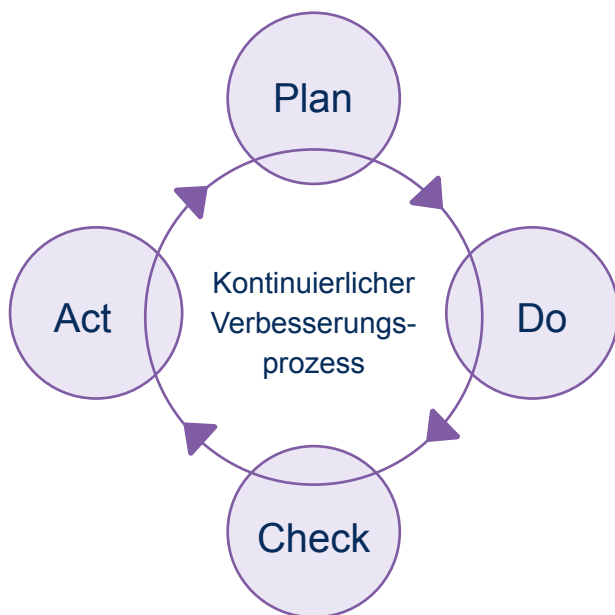 Plan
Act
Kontinuierlicher
Verbesserungs-
prozess
Do
Check